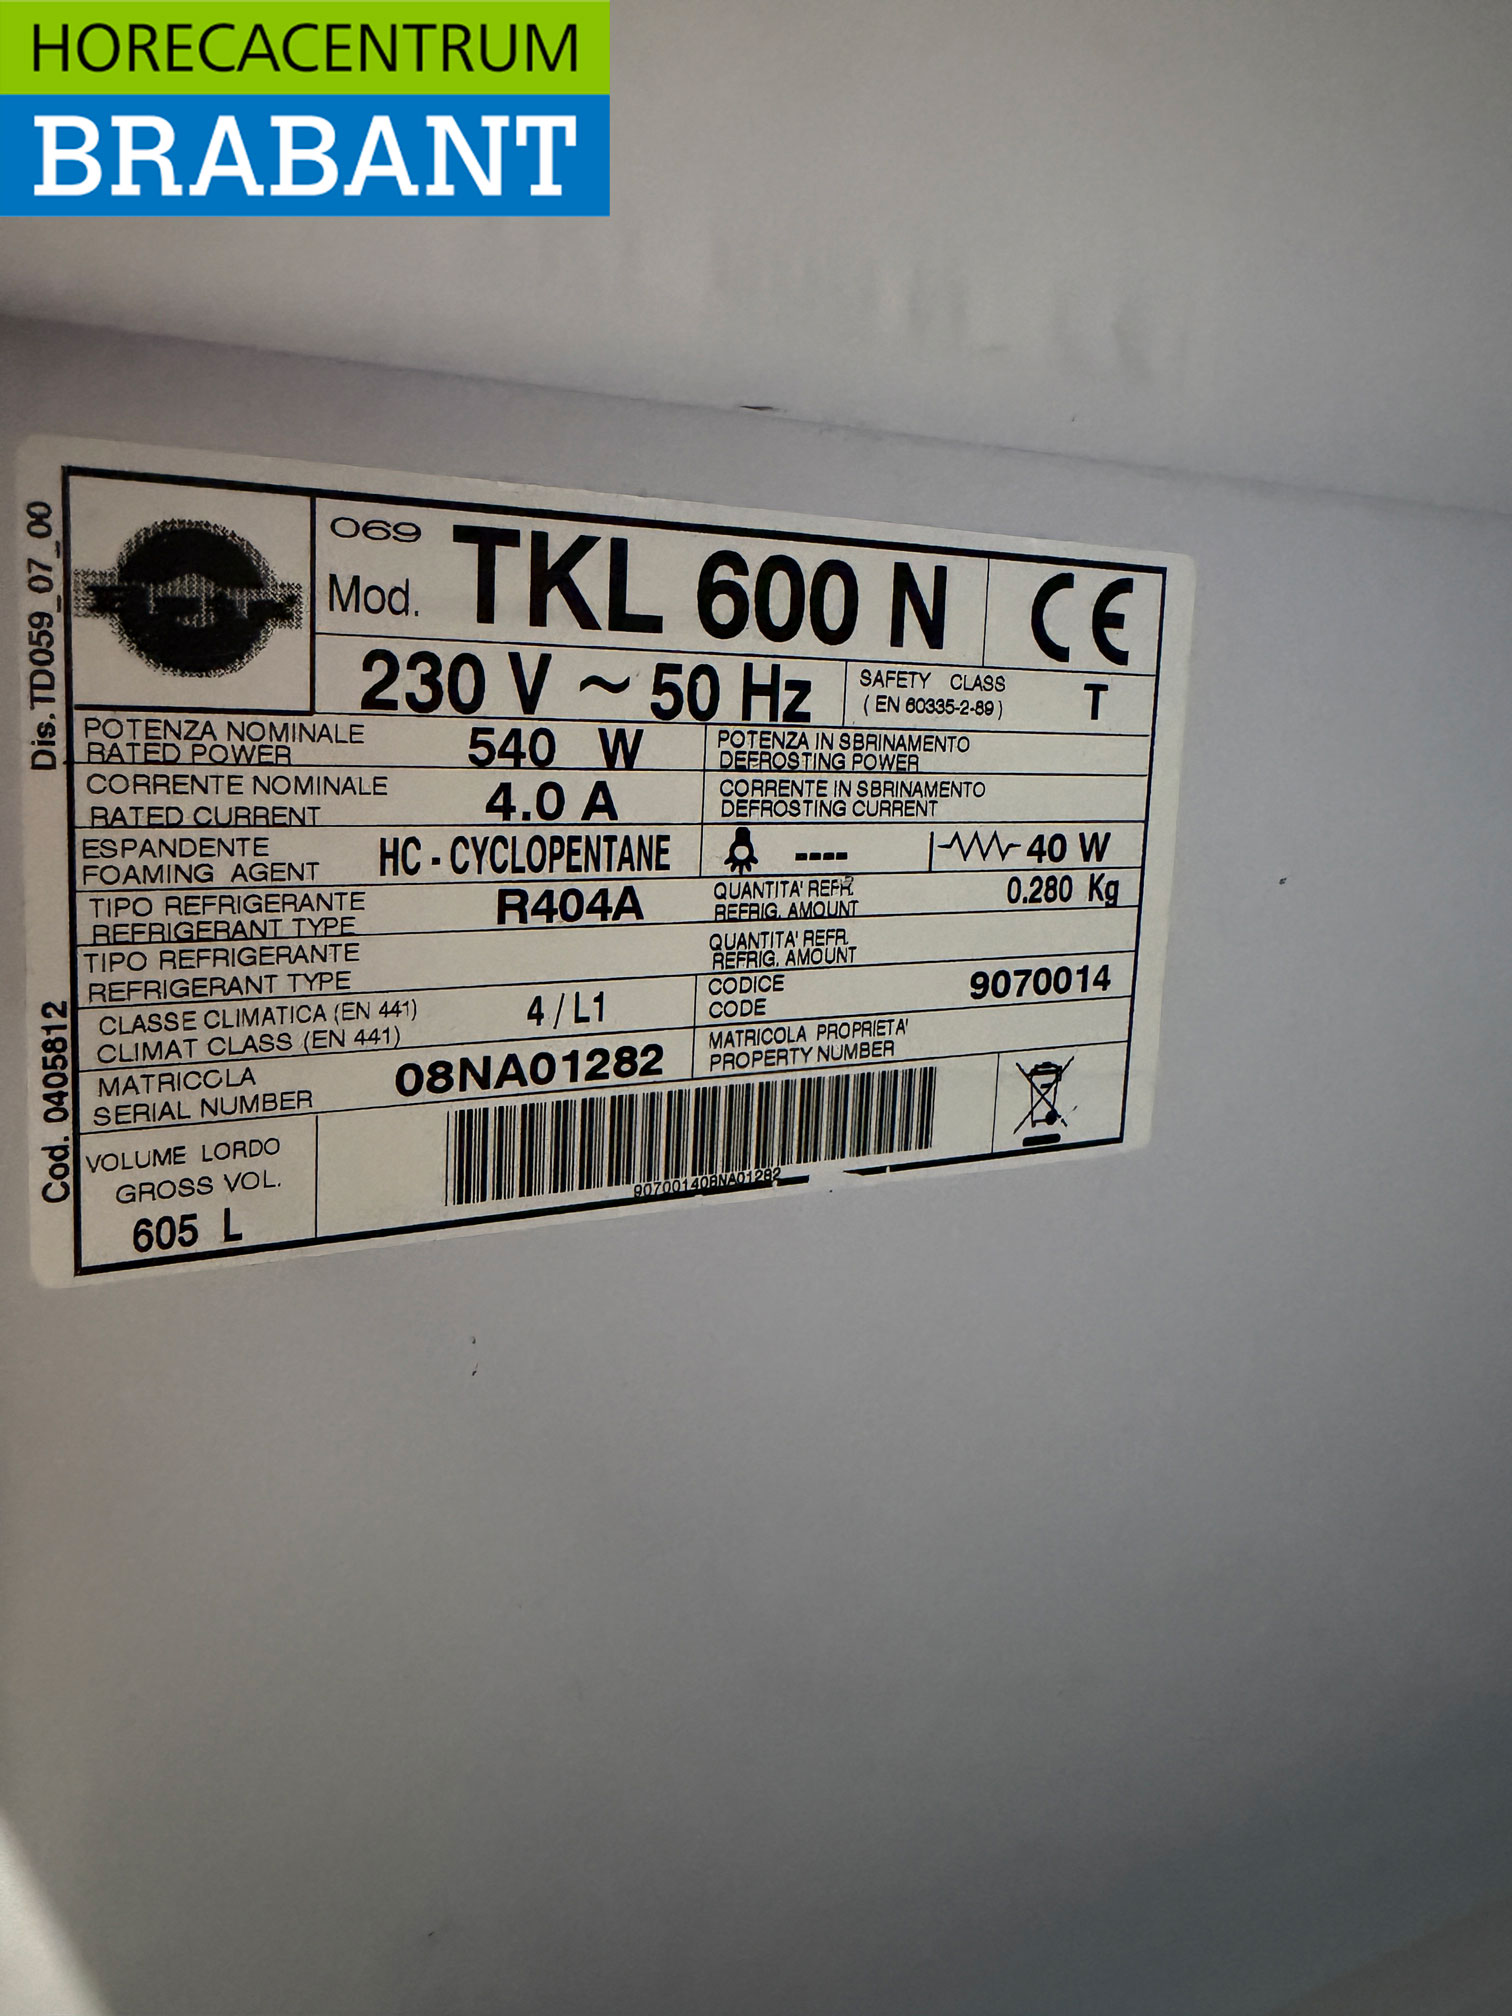 HORECACENTRUM
BRABANT
Dis. TD059_07_00
Cod. 0405812
069
Mod. TKL 600 N
CE
230 V ~ 50 Hz
SAFETY CLASS
( EN 60335-2-89 )
T
POTENZA NOMINALE
RATED POWER
540 W
POTENZA IN SBRINAMENTO
DEFROSTING POWER
CORRENTE NOMINALE
RATED CURRENT
4.0 A
CORRENTE IN SBRINAMENTO
DEFROSTING CURRENT
ESPANDENTE
FOAMING AGENT
HC - CYCLOPENTANE
----
40 W
TIPO REFRIGERANTE
REFRIGERANT TYPE
R404A
QUANTITA' REFR.
REFRIG. AMOUNT
0.280 Kg
TIPO REFRIGERANTE
REFRIGERANT TYPE
QUANTITA' REFR.
REFRIG. AMOUNT
CLASSE CLIMATICA (EN 441)
CLIMAT CLASS (EN 441)
4 / L1
CODICE
CODE
9070014
MATRICOLA
SERIAL NUMBER
08NA01282
MATRICOLA PROPRIETA'
PROPERTY NUMBER
VOLUME LORDO
GROSS VOL.
605 L
907001408NA01282